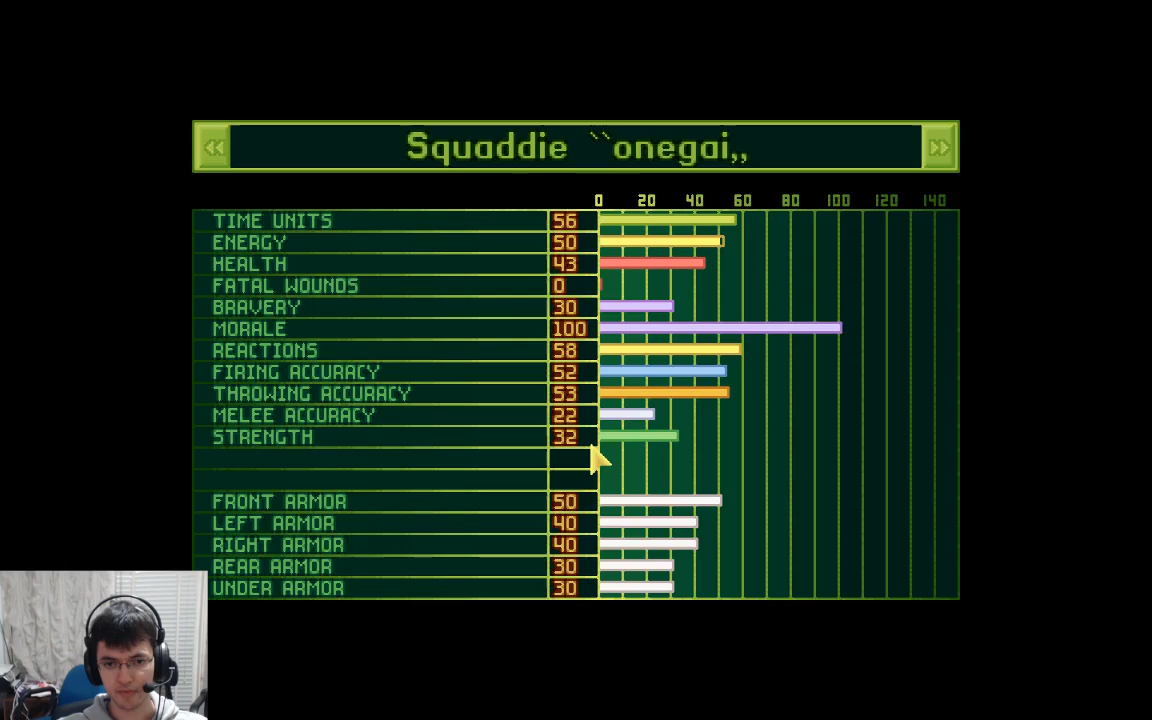 Squaddie ``onegai,,
0 20 40 60 80 100 120 140
TIME UNITS 56
ENERGY 50
HEALTH 43
FATAL WOUNDS 0
BRAVERY 30
MORALE 100
REACTIONS 58
FIRING ACCURACY 52
THROWING ACCURACY 53
MELEE ACCURACY 22
STRENGTH 32
FRONT ARMOR 50
LEFT ARMOR 40
RIGHT ARMOR 40
REAR ARMOR 30
UNDER ARMOR 30